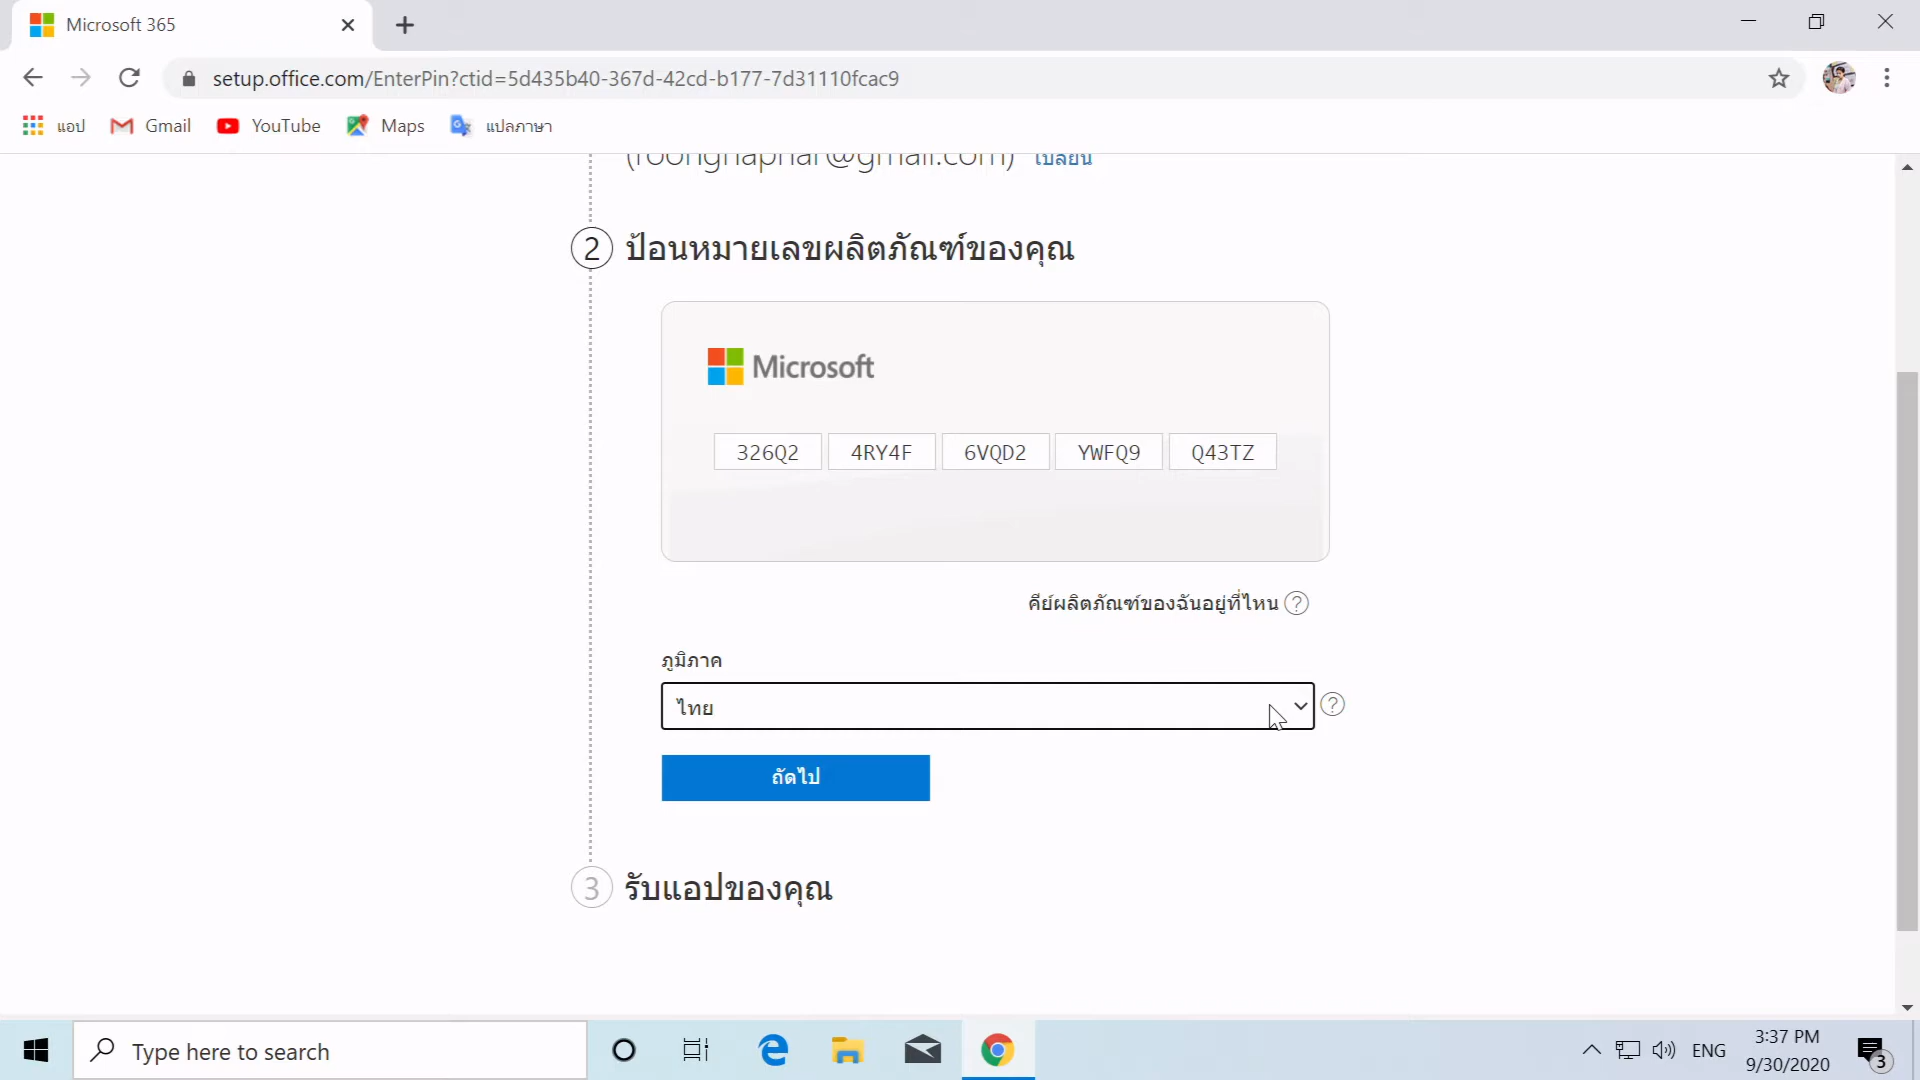 Microsoft 365
setup.office.com/EnterPin?ctid=5d435b40-367d-42cd-b177-7d31110fcac9
แอป Gmail YouTube Maps แปลภาษา
เปลี่ยน
2 ป้อนหมายเลขผลิตภัณฑ์ของคุณ
Microsoft
326Q2 4RY4F 6VQD2 YWFQ9 Q43TZ
คีย์ผลิตภัณฑ์ของฉันอยู่ที่ไหน ?
ภูมิภาค
ไทย ?
ถัดไป
3 รับแอปของคุณ
Type here to search
ENG
3:37 PM
9/30/2020
3